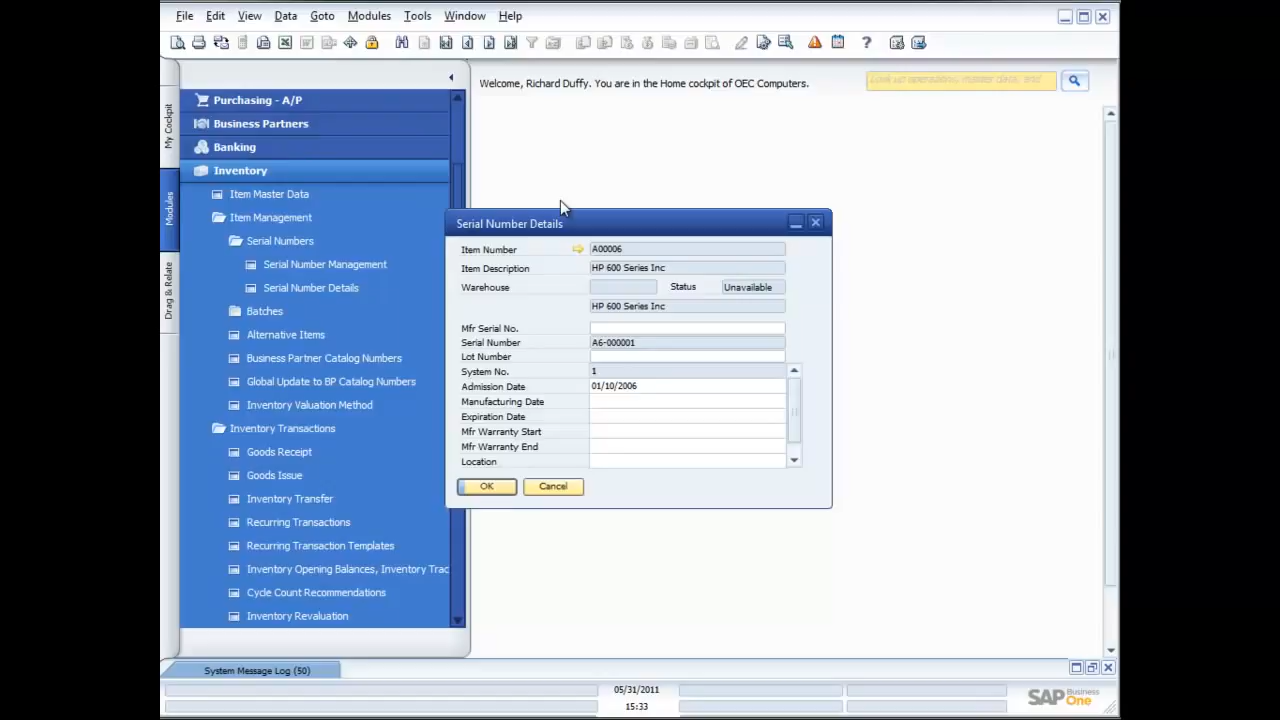 File Edit View Data Goto Modules Tools Window Help
Welcome, Richard Duffy. You are in the Home cockpit of OEC Computers.
My Cockpit
Modules
Drag & Relate
Purchasing - A/P
Business Partners
Banking
Inventory
Item Master Data
Item Management
Serial Numbers
Serial Number Management
Serial Number Details
Batches
Alternative Items
Business Partner Catalog Numbers
Global Update to BP Catalog Numbers
Inventory Valuation Method
Inventory Transactions
Goods Receipt
Goods Issue
Inventory Transfer
Recurring Transactions
Recurring Transaction Templates
Inventory Opening Balances, Inventory Trac
Cycle Count Recommendations
Inventory Revaluation
Serial Number Details
Item Number A00006
Item Description HP 600 Series Inc
Warehouse Status Unavailable
HP 600 Series Inc
Mfr Serial No.
Serial Number A6-000001
Lot Number
System No. 1
Admission Date 01/10/2006
Manufacturing Date
Expiration Date
Mfr Warranty Start
Mfr Warranty End
Location
OK Cancel
System Message Log (50)
05/31/2011
15:33
SAP Business One